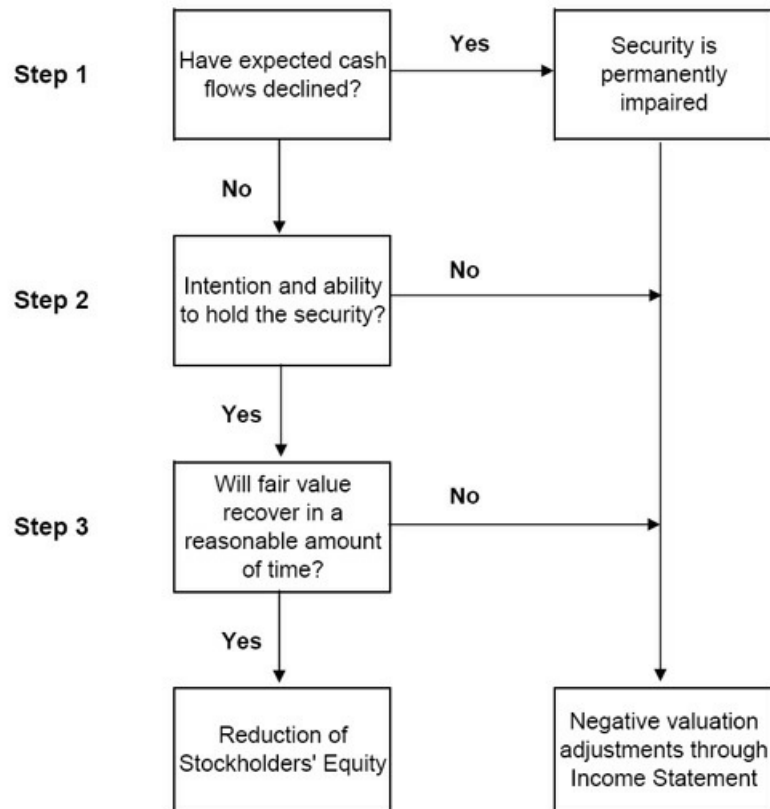 Step 1
Have expected cash
flows declined?
Yes
Security is
permanently
impaired
No
Step 2
Intention and ability
to hold the security?
No
Yes
Step 3
Will fair value
recover in a
reasonable amount
of time?
No
Yes
Reduction of
Stockholders' Equity
Negative valuation
adjustments through
Income Statement